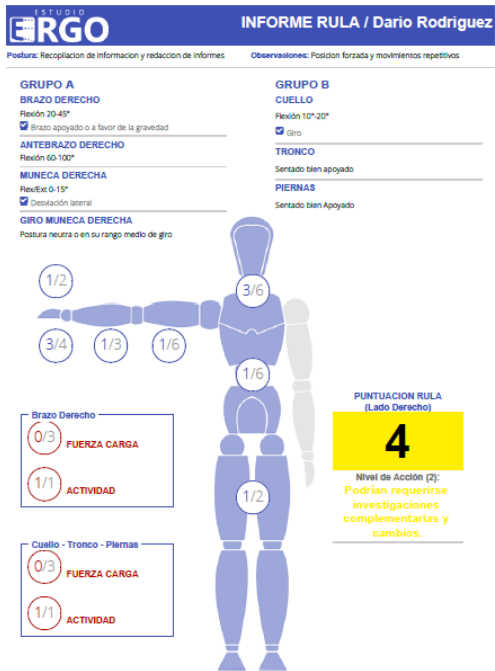 ESTUDIO
ERGO
INFORME RULA / Dario Rodriguez
Postura: Recopilacion de informacion y redaccion de informes
Observaciones: Posicion forzada y movimientos repetitivos
GRUPO A
BRAZO DERECHO
Flexión 20-45°
Brazo apoyado o a favor de la gravedad
ANTEBRAZO DERECHO
Flexión 60-100°
MUNECA DERECHA
Flex/Ext 0-15°
Desviación lateral
GIRO MUNECA DERECHA
Postura neutra o en su rango medio de giro
GRUPO B
CUELLO
Flexión 10°-20°
Giro
TRONCO
Sentado bien apoyado
PIERNAS
Sentado bien Apoyado
1/2
3/6
3/4
1/3
1/6
1/6
1/2
Brazo Derecho
0/3 FUERZA CARGA
1/1 ACTIVIDAD
Cuello - Tronco - Piernas
0/3 FUERZA CARGA
1/1 ACTIVIDAD
PUNTUACION RULA
(Lado Derecho)
4
Nivel de Acción (2):
Podrían requerirse
investigaciones
complementarias y
cambios.